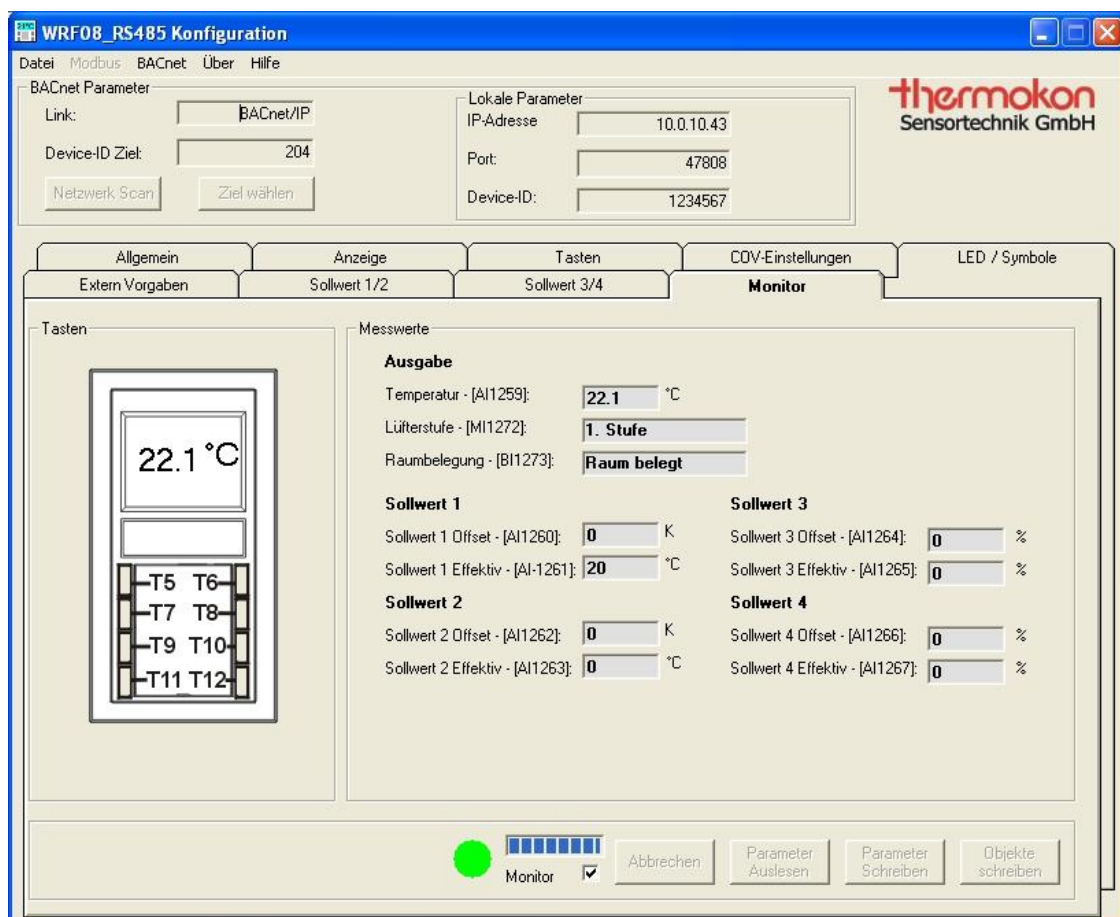 WRF08_RS485 Konfiguration
Datei Modbus BACnet Über Hilfe
BACnet Parameter
Link: BACnet/IP
Device-ID Ziel: 204
Netzwerk Scan Ziel wählen
Lokale Parameter
IP-Adresse 10.0.10.43
Port: 47808
Device-ID: 1234567
thermokon
Sensortechnik GmbH
Allgemein Anzeige Tasten COV-Einstellungen LED / Symbole
Extern Vorgaben Sollwert 1/2 Sollwert 3/4 Monitor
Tasten
22.1 °C
T5 T6
T7 T8
T9 T10
T11 T12
Messwerte
Ausgabe
Temperatur - [AI1259]: 22.1 °C
Lüfterstufe - [MI1272]: 1. Stufe
Raumbelegung - [BI1273]: Raum belegt
Sollwert 1
Sollwert 1 Offset - [AI1260]: 0 K
Sollwert 1 Effektiv - [AI-1261]: 20 °C
Sollwert 2
Sollwert 2 Offset - [AI1262]: 0 K
Sollwert 2 Effektiv - [AI1263]: 0 °C
Sollwert 3
Sollwert 3 Offset - [AI1264]: 0 %
Sollwert 3 Effektiv - [AI1265]: 0 %
Sollwert 4
Sollwert 4 Offset - [AI1266]: 0 %
Sollwert 4 Effektiv - [AI1267]: 0 %
Monitor
Abbrechen
Parameter
Auslesen
Parameter
Schreiben
Objekte
schreiben